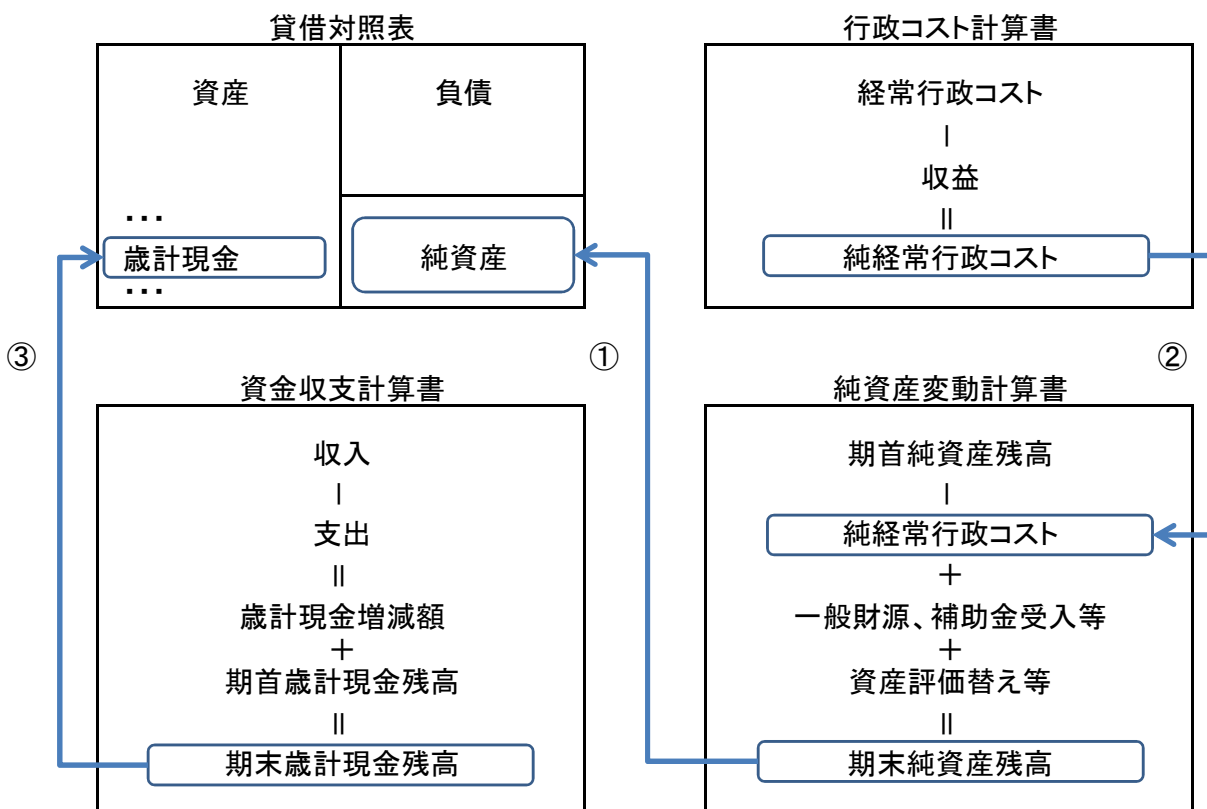 貸借対照表
資産
負債
・・・
歳計現金
・・・
純資産
行政コスト計算書
経常行政コスト
－
収益
＝
純経常行政コスト
③
①
②
資金収支計算書
収入
－
支出
＝
歳計現金増減額
＋
期首歳計現金残高
＝
期末歳計現金残高
純資産変動計算書
期首純資産残高
－
純経常行政コスト
＋
一般財源、補助金受入等
＋
資産評価替え等
＝
期末純資産残高